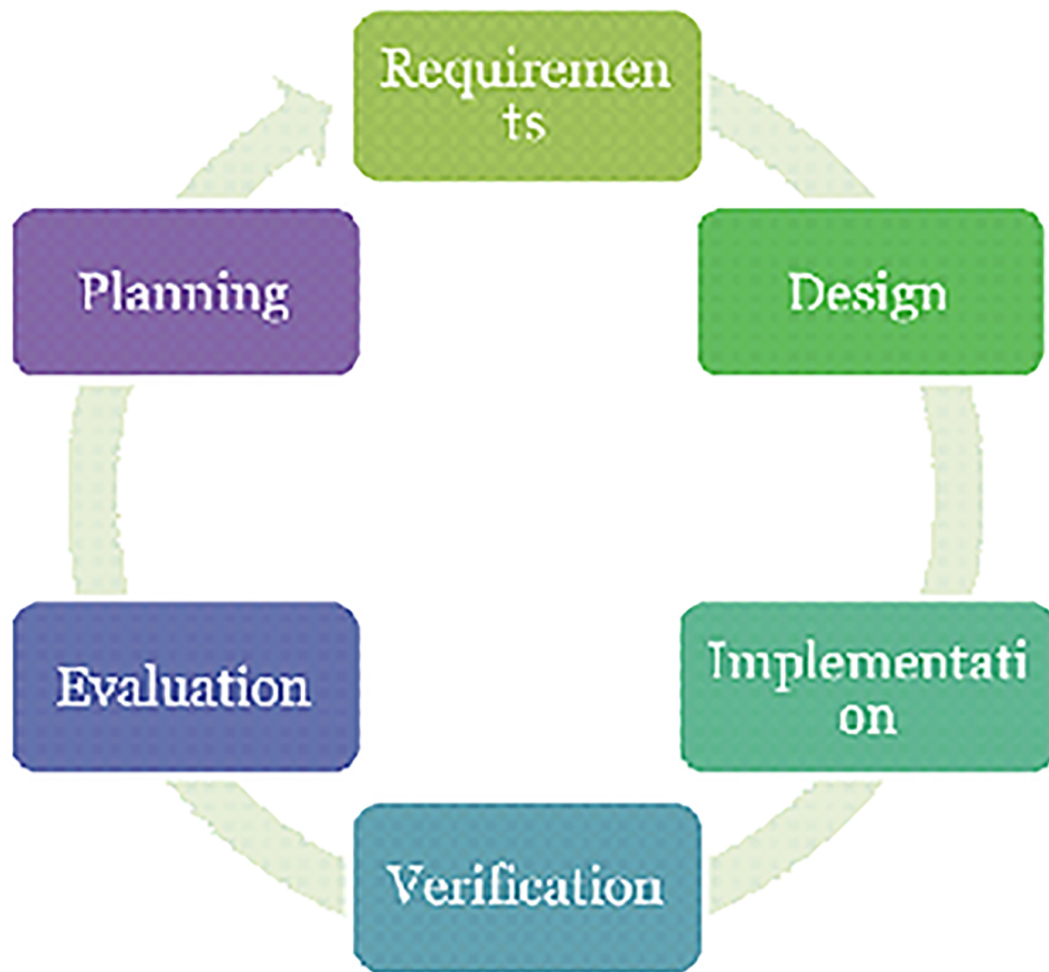 Requiremen
ts
Design
Implementati
on
Verification
Evaluation
Planning